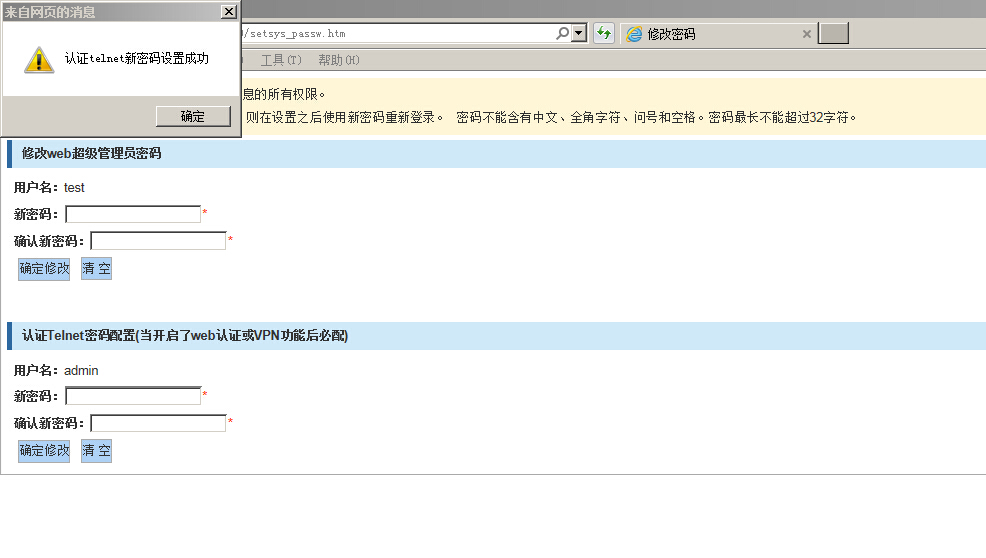 来自网页的消息
认证telnet新密码设置成功
确定
/setsys_passw.htm
修改密码
工具(T) 帮助(H)
息的所有权限。
则在设置之后使用新密码重新登录。 密码不能含有中文、全角字符、问号和空格。密码最长不能超过32字符。
修改web超级管理员密码
用户名：test
新密码： *
确认新密码： *
确定修改 清 空
认证Telnet密码配置(当开启了web认证或VPN功能后必配)
用户名：admin
新密码： *
确认新密码： *
确定修改 清 空